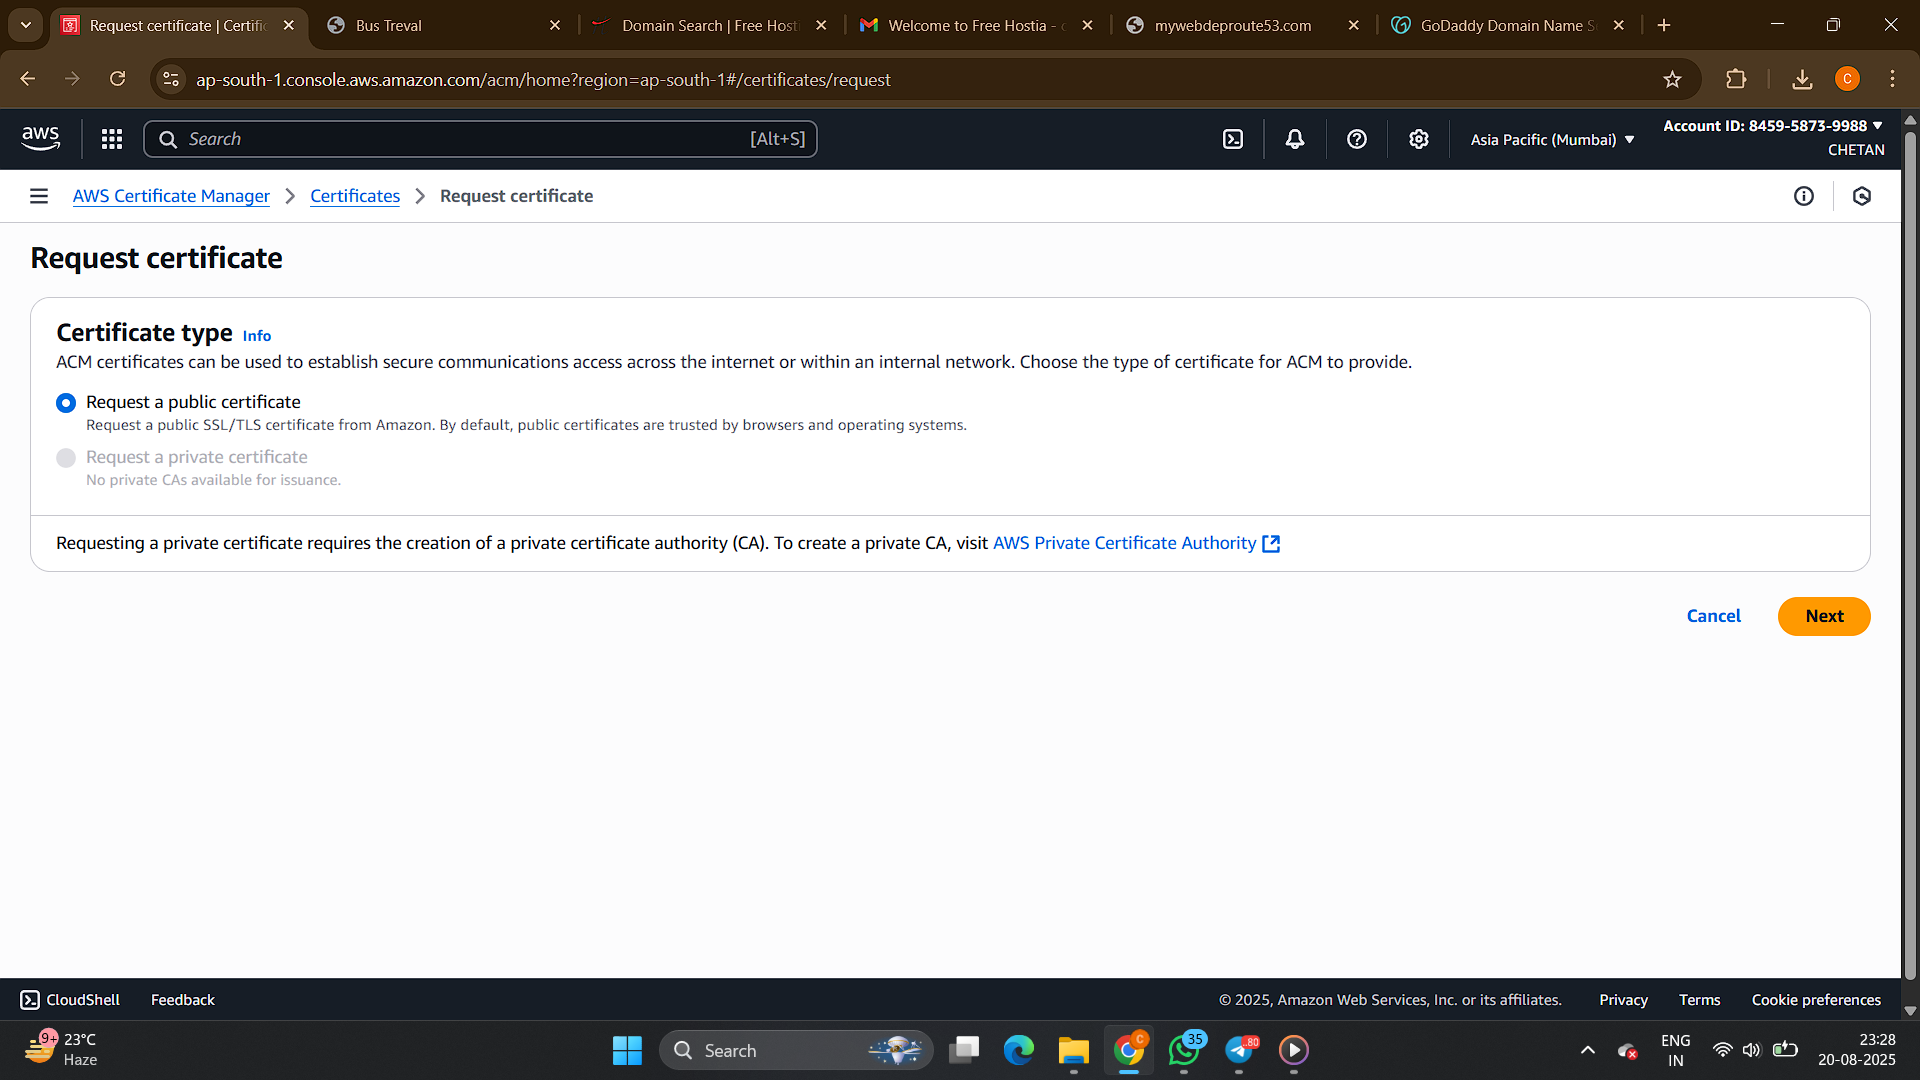 Request certificate | Certific
Bus Treval
Domain Search | Free Hosti
Welcome to Free Hostia -
mywebdeproute53.com
GoDaddy Domain Name S
ap-south-1.console.aws.amazon.com/acm/home?region=ap-south-1#/certificates/request
C
aws
Search
[Alt+S]
Asia Pacific (Mumbai)
Account ID: 8459-5873-9988
CHETAN
AWS Certificate Manager
Certificates
Request certificate
Request certificate
Certificate type Info
ACM certificates can be used to establish secure communications access across the internet or within an internal network. Choose the type of certificate for ACM to provide.
Request a public certificate
Request a public SSL/TLS certificate from Amazon. By default, public certificates are trusted by browsers and operating systems.
Request a private certificate
No private CAs available for issuance.
Requesting a private certificate requires the creation of a private certificate authority (CA). To create a private CA, visit AWS Private Certificate Authority
Cancel
Next
CloudShell
Feedback
© 2025, Amazon Web Services, Inc. or its affiliates.
Privacy
Terms
Cookie preferences
9+
23°C
Haze
Search
C
35
80
ENG
IN
23:28
20-08-2025